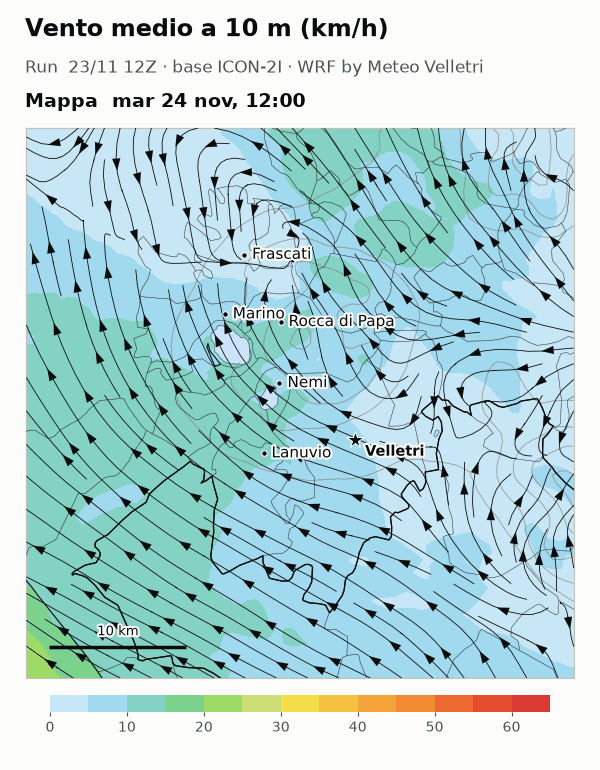 Vento medio a 10 m (km/h)
Run  23/11 12Z · base ICON-2I · WRF by Meteo Velletri
Mappa  mar 24 nov, 12:00
Frascati
Marino
Rocca di Papa
Nemi
Velletri
Lanuvio
10 km
0 10 20 30 40 50 60